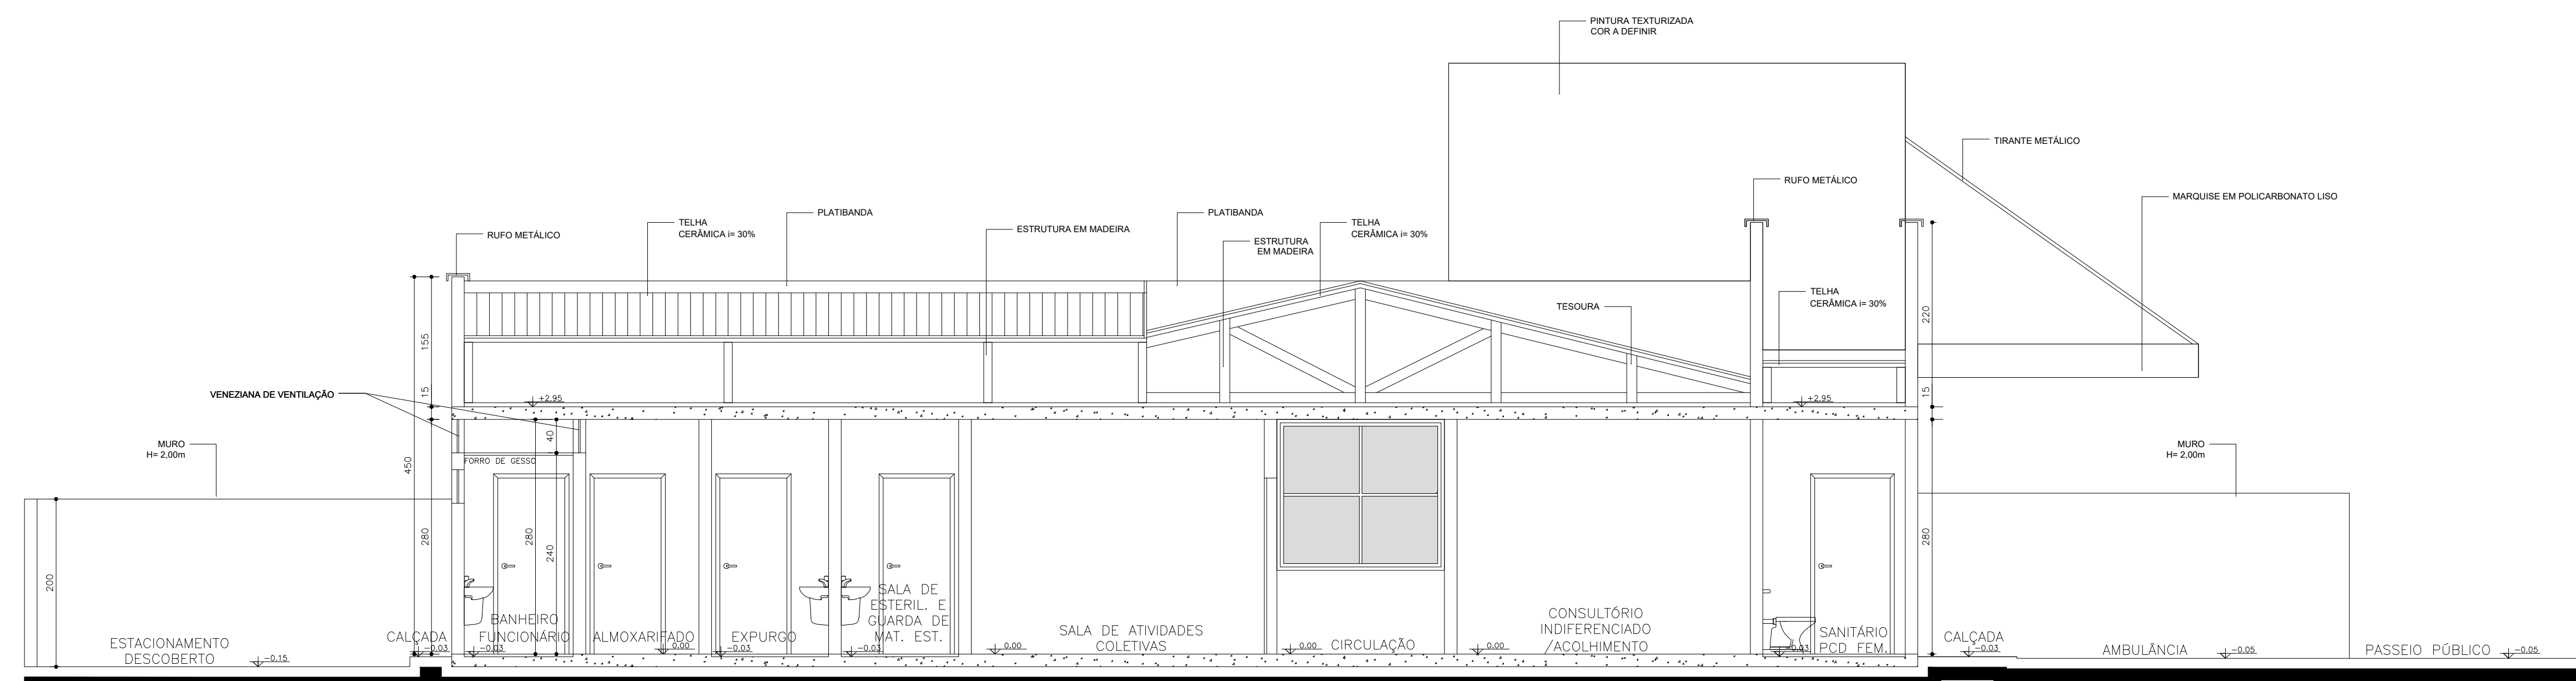 PINTURA TEXTURIZADA
COR A DEFINIR
TIRANTE METÁLICO
RUFO METÁLICO
MARQUISE EM POLICARBONATO LISO
RUFO METÁLICO
TELHA
CERÂMICA i= 30%
PLATIBANDA
ESTRUTURA EM MADEIRA
PLATIBANDA
ESTRUTURA
EM MADEIRA
TELHA
CERÂMICA i= 30%
TESOURA
TELHA
CERÂMICA i= 30%
155
15
450
280
220
15
280
VENEZIANA DE VENTILAÇÃO
+2.95
+2.95
MURO
H= 2,00m
MURO
H= 2,00m
40
FORRO DE GESSO
280
240
200
ESTACIONAMENTO
DESCOBERTO
-0.15
CALÇADA
-0.03
BANHEIRO
FUNCIONÁRIO
-0.03
ALMOXARIFADO
0.00
EXPURGO
-0.03
SALA DE
ESTERIL. E
GUARDA DE
MAT. EST.
-0.03
SALA DE ATIVIDADES
COLETIVAS
0.00
CIRCULAÇÃO
0.00
CONSULTÓRIO
INDIFERENCIADO
/ACOLHIMENTO
0.00
SANITÁRIO
PCD FEM.
-0.03
CALÇADA
-0.03
AMBULÂNCIA
-0.05
PASSEIO PÚBLICO
-0.05